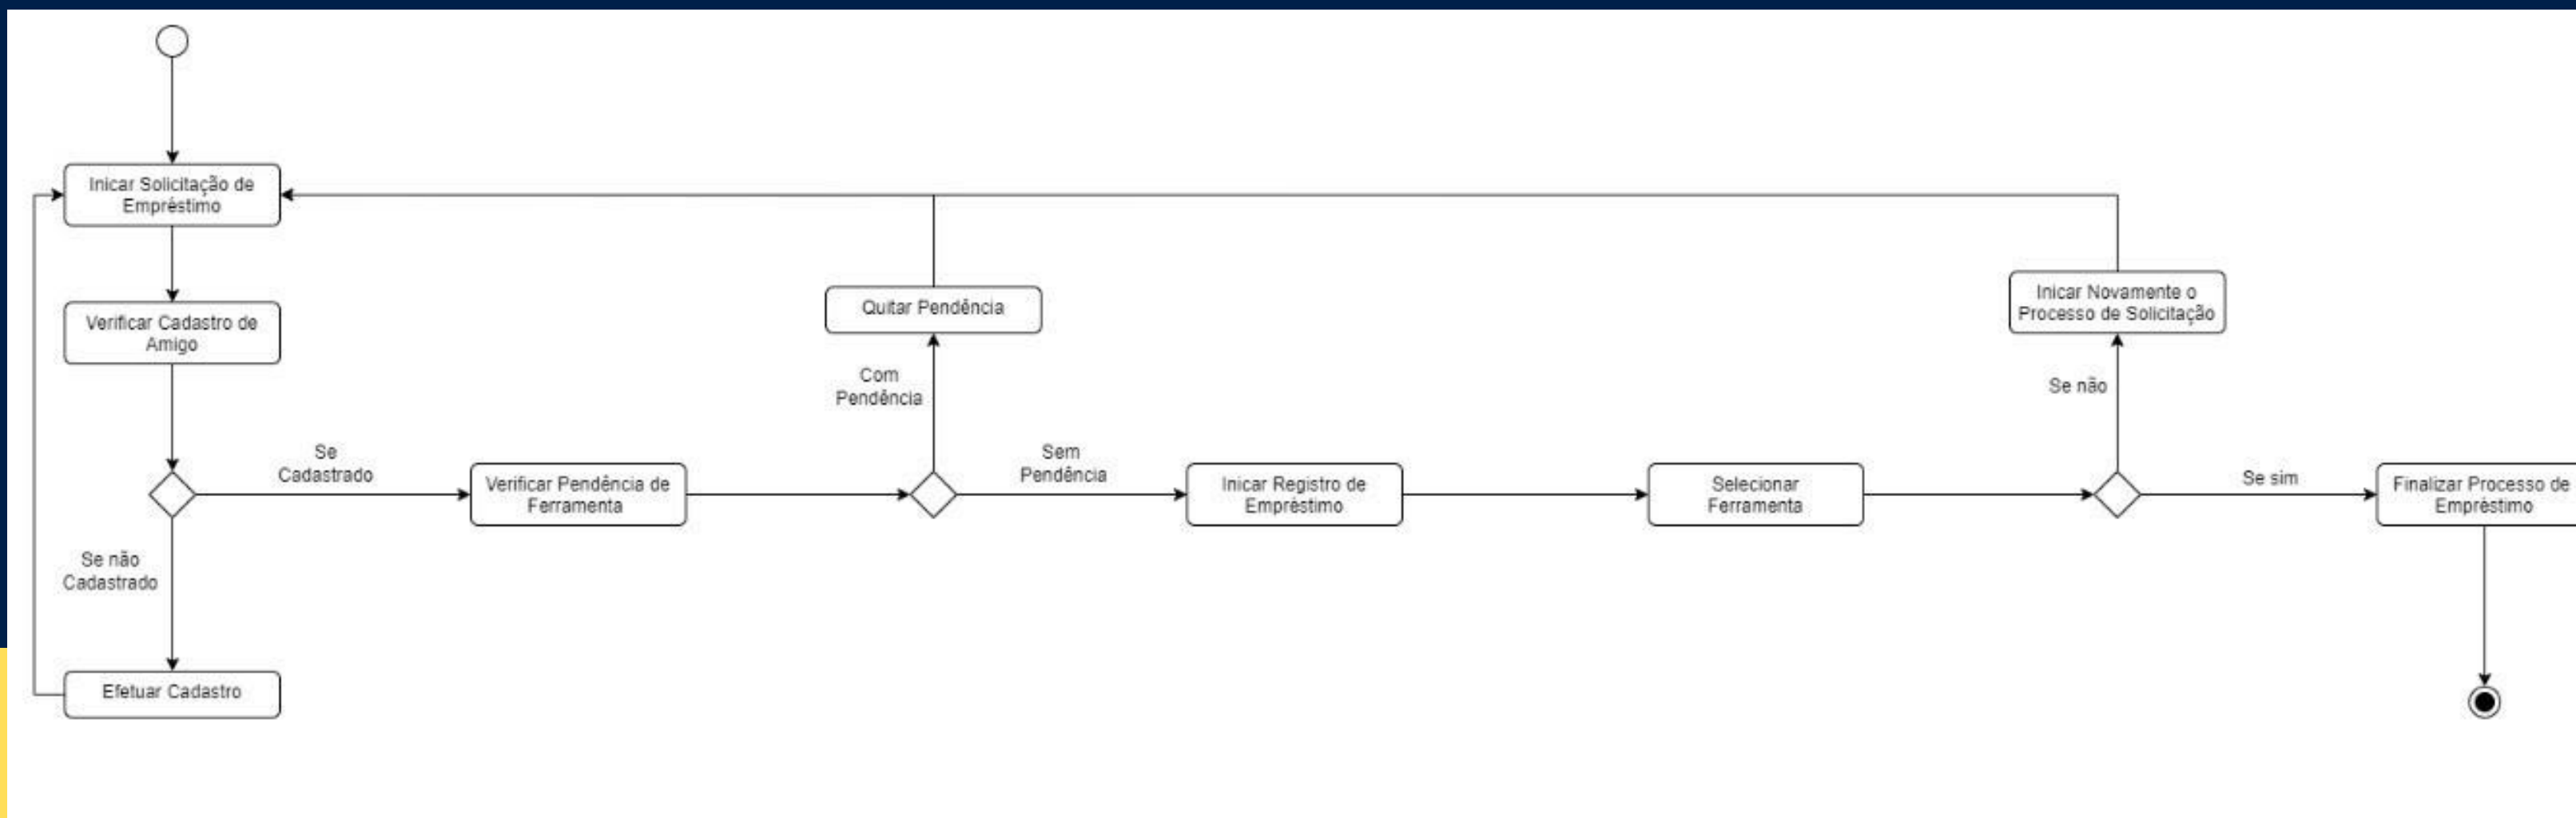 Inicar Solicitação de
Empréstimo
Verificar Cadastro de
Amigo
Se
Cadastrado
Se não
Cadastrado
Efetuar Cadastro
Verificar Pendência de
Ferramenta
Quitar Pendência
Com
Pendência
Sem
Pendência
Inicar Registro de
Empréstimo
Selecionar
Ferramenta
Inicar Novamente o
Processo de Solicitação
Se não
Se sim
Finalizar Processo de
Empréstimo